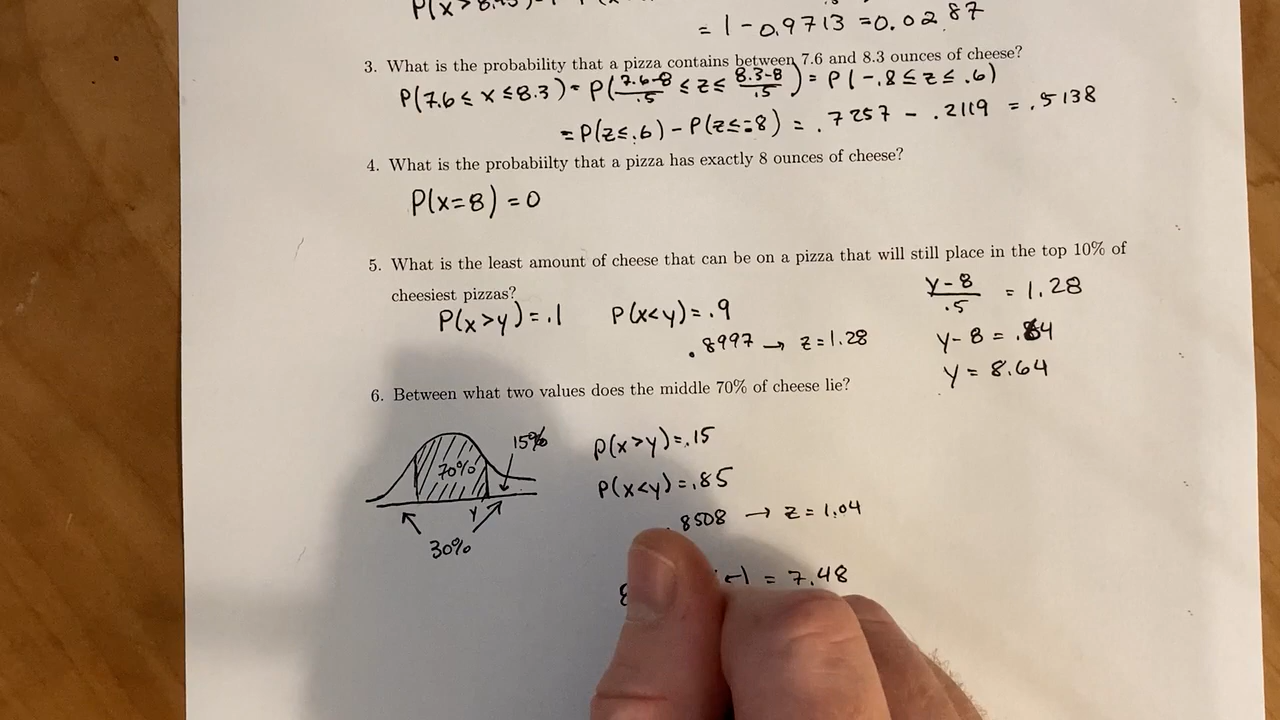 P(x>8.95)
= 1 - 0.9713 = 0.0287
3. What is the probability that a pizza contains between 7.6 and 8.3 ounces of cheese?
P(7.6 ≤ x ≤ 8.3) = P(7.6-8/.5 ≤ z ≤ 8.3-8/.5) = P(-.8 ≤ z ≤ .6)
= P(z ≤ .6) - P(z ≤ -.8) = .7257 - .2119 = .5138
4. What is the probabiilty that a pizza has exactly 8 ounces of cheese?
P(x=8) = 0
5. What is the least amount of cheese that can be on a pizza that will still place in the top 10% of
cheesiest pizzas?
P(x>y) = .1 P(x<y) = .9
.8997 → z = 1.28
y-8/.5 = 1.28
y-8 = .64
y = 8.64
6. Between what two values does the middle 70% of cheese lie?
70%
15%
y
30%
P(x>y) = .15
P(x<y) = .85
.8508 → z = 1.04
= 7.48